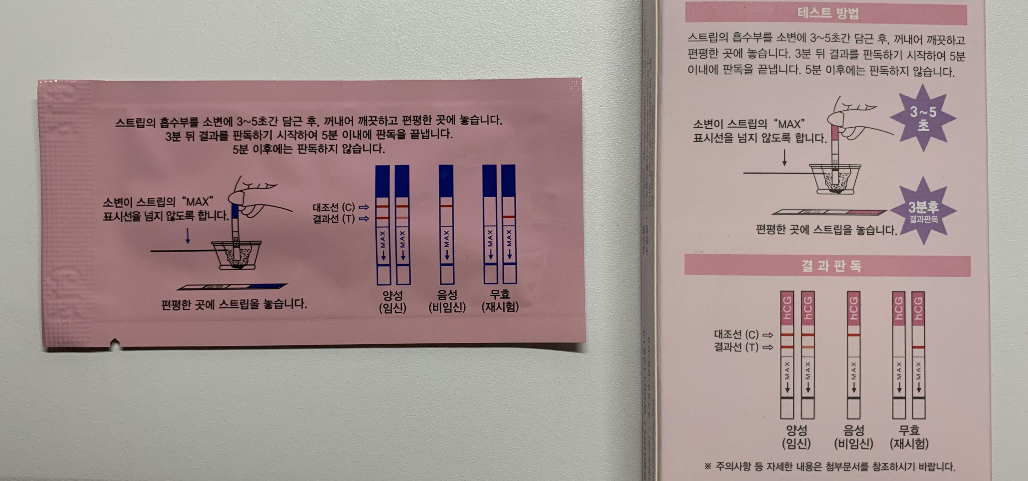 스트립의 흡수부를 소변에 3~5초간 담근 후, 꺼내어 깨끗하고 편평한 곳에 놓습니다.
3분 뒤 결과를 판독하기 시작하여 5분 이내에 판독을 끝냅니다.
5분 이후에는 판독하지 않습니다.
소변이 스트립의 “MAX”
표시선을 넘지 않도록 합니다.
편평한 곳에 스트립을 놓습니다.
대조선 (C) ⇨
결과선 (T) ⇨
MAX MAX MAX MAX MAX
양성 음성 무효
(임신) (비임신) (재시험)
테스트 방법
스트립의 흡수부를 소변에 3~5초간 담근 후, 꺼내어 깨끗하고
편평한 곳에 놓습니다. 3분 뒤 결과를 판독하기 시작하여 5분
이내에 판독을 끝냅니다. 5분 이후에는 판독하지 않습니다.
3~5
초
소변이 스트립의 “MAX”
표시선을 넘지 않도록 합니다.
3분후
결과판독
편평한 곳에 스트립을 놓습니다.
결과판독
hCG hCG hCG hCG hCG
대조선 (C) ⇨
결과선 (T) ⇨
MAX MAX MAX MAX MAX
양성 음성 무효
(임신) (비임신) (재시험)
※ 주의사항 등 자세한 내용은 첨부문서를 참조하시기 바랍니다.